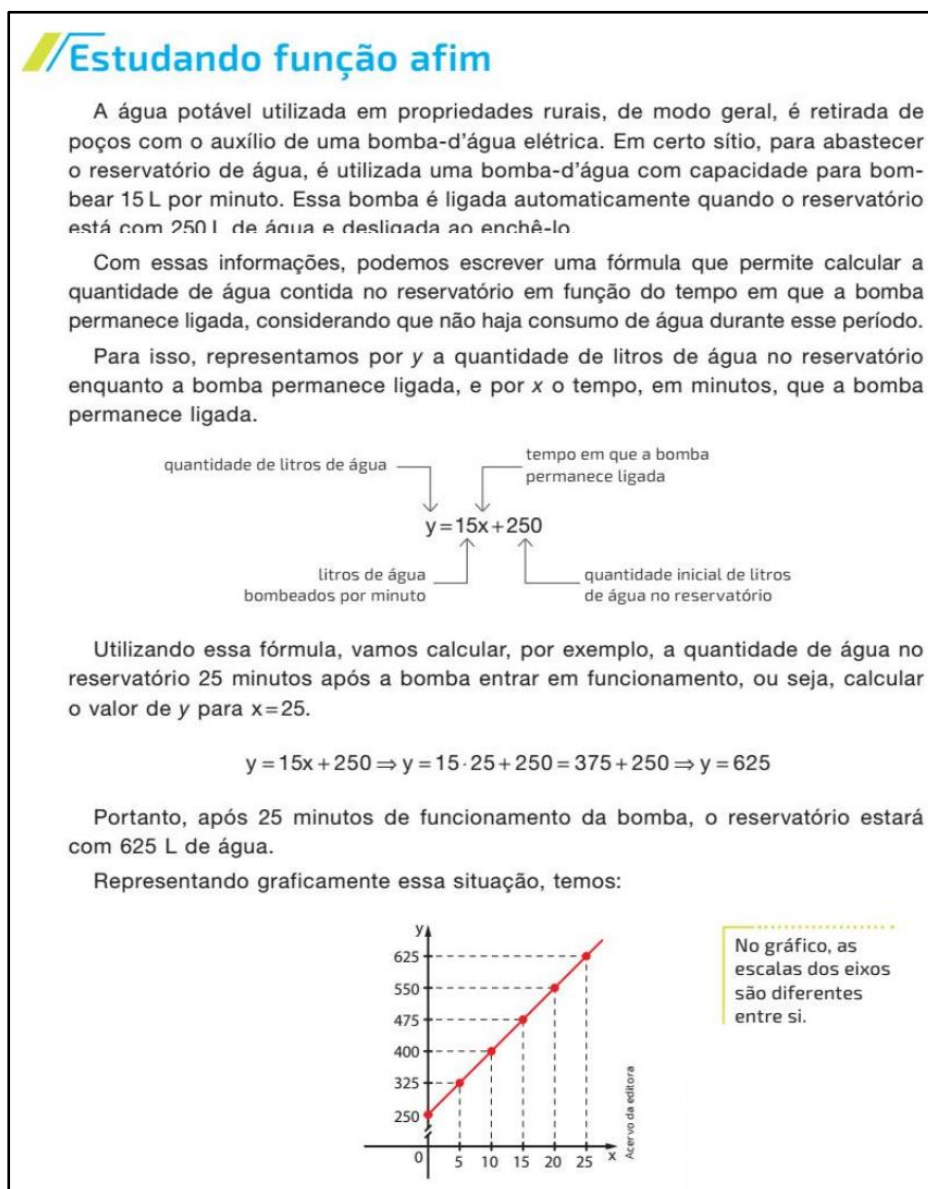 Estudando função afim
A água potável utilizada em propriedades rurais, de modo geral, é retirada de
poços com o auxílio de uma bomba-d'água elétrica. Em certo sítio, para abastecer
o reservatório de água, é utilizada uma bomba-d'água com capacidade para bom-
bear 15 L por minuto. Essa bomba é ligada automaticamente quando o reservatório
está com 250 L de água e desligada ao enchê-lo.
Com essas informações, podemos escrever uma fórmula que permite calcular a
quantidade de água contida no reservatório em função do tempo em que a bomba
permanece ligada, considerando que não haja consumo de água durante esse período.
Para isso, representamos por y a quantidade de litros de água no reservatório
enquanto a bomba permanece ligada, e por x o tempo, em minutos, que a bomba
permanece ligada.
quantidade de litros de água
tempo em que a bomba
permanece ligada
y=15x+250
litros de água
bombeados por minuto
quantidade inicial de litros
de água no reservatório
Utilizando essa fórmula, vamos calcular, por exemplo, a quantidade de água no
reservatório 25 minutos após a bomba entrar em funcionamento, ou seja, calcular
o valor de y para x=25.
y=15x+250⇒y=15·25+250=375+250⇒y=625
Portanto, após 25 minutos de funcionamento da bomba, o reservatório estará
com 625 L de água.
Representando graficamente essa situação, temos:
y
625
550
475
400
325
250
0 5 10 15 20 25 x
Acervo da editora
No gráfico, as
escalas dos eixos
são diferentes
entre si.